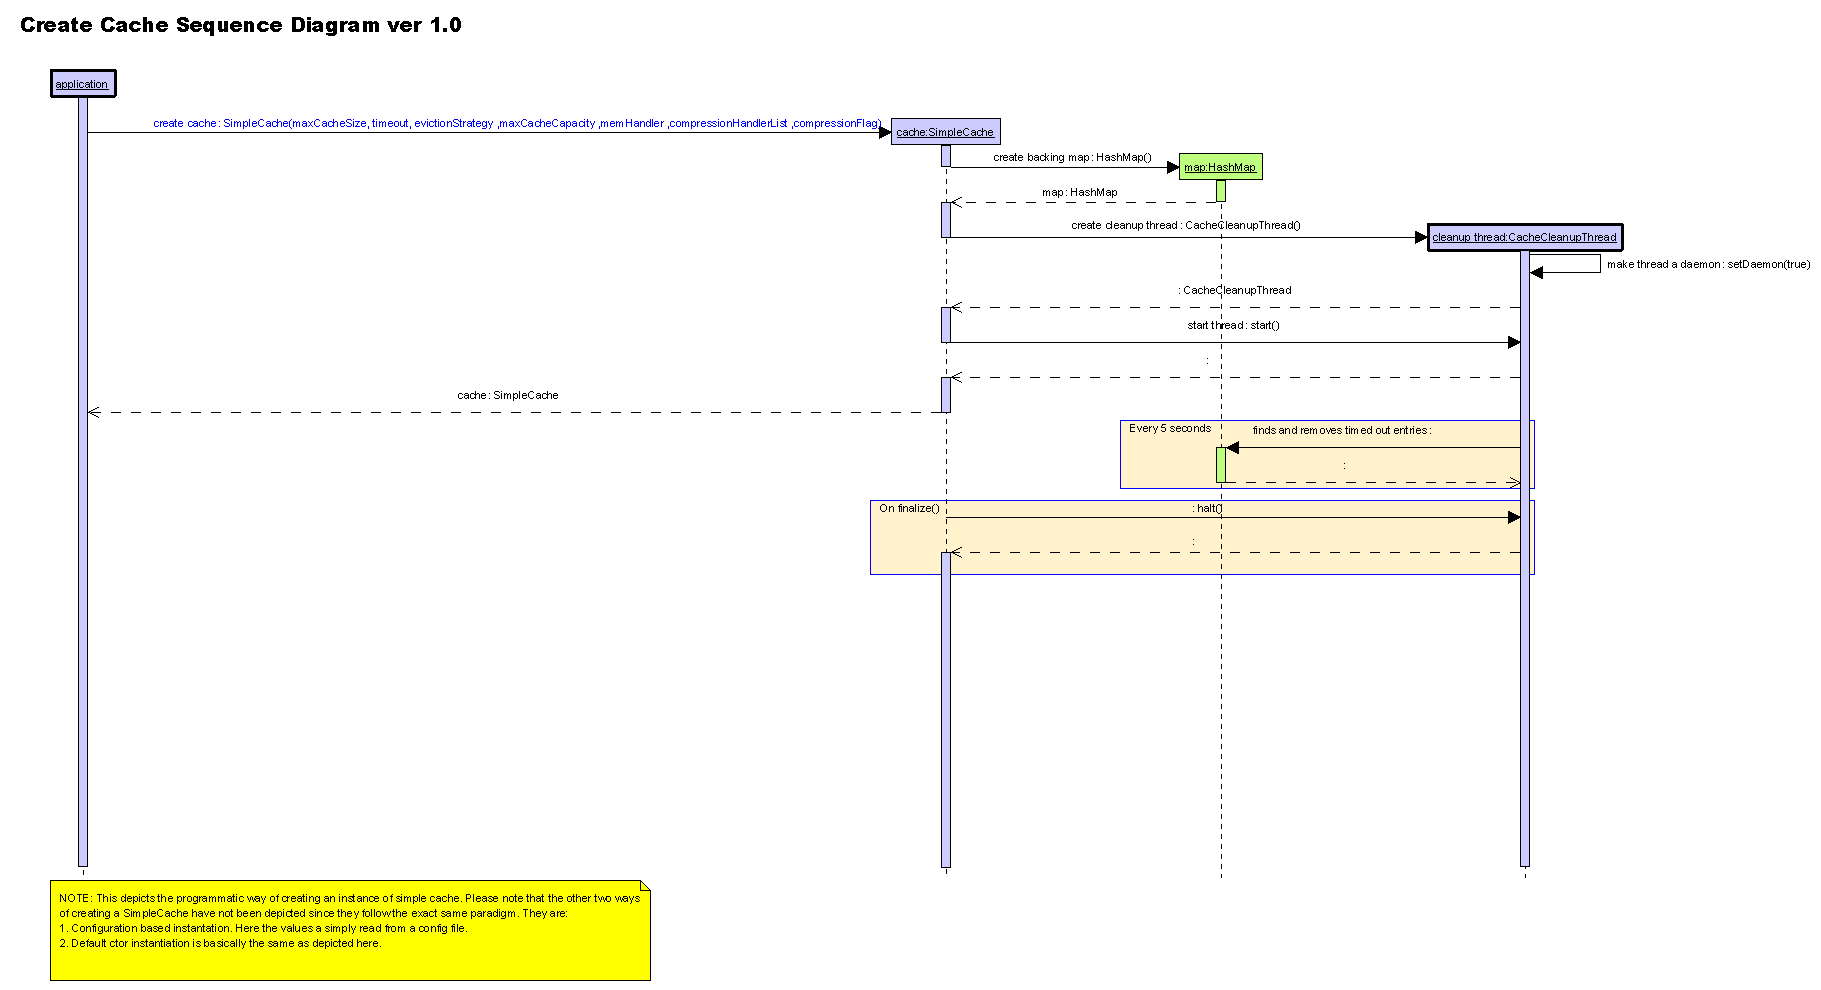 Create Cache Sequence Diagram ver 1.0
application
create cache : SimpleCache(maxCacheSize, timeout, evictionStrategy ,maxCacheCapacity ,memHandler ,compressionHandlerList ,compressionFlag)
cache:SimpleCache
create backing map : HashMap()
map:HashMap
map : HashMap
create cleanup thread : CacheCleanupThread()
cleanup thread:CacheCleanupThread
make thread a daemon : setDaemon(true)
: CacheCleanupThread
start thread : start()
:
cache : SimpleCache
Every 5 seconds
finds and removes timed out entries :
:
On finalize()
: halt()
:
NOTE: This depicts the programmatic way of creating an instance of simple cache. Please note that the other two ways
of creating a SimpleCache have not been depicted since they follow the exact same paradigm. They are:
1. Configuration based instantation. Here the values a simply read from a config file.
2. Default ctor instantiation is basically the same as depicted here.